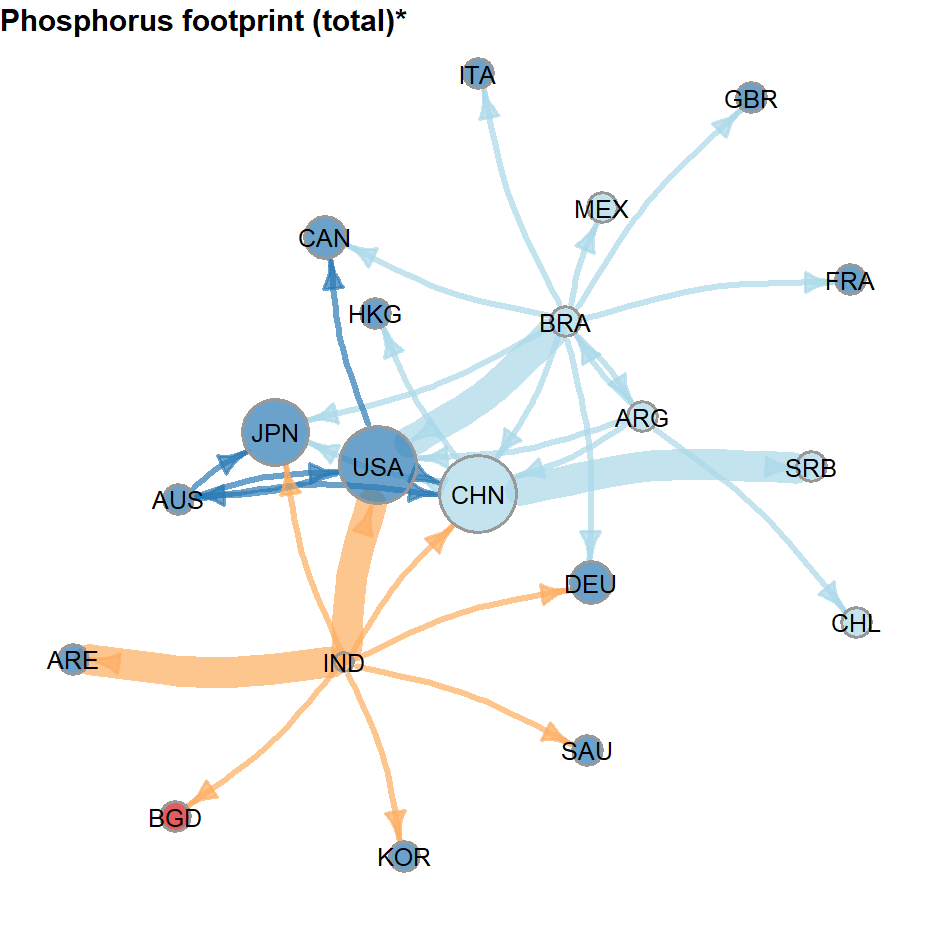 Phosphorus footprint (total)*
ITA
GBR
MEX
CAN
FRA
HKG
BRA
ARG
JPN
USA
SRB
CHN
AUS
DEU
CHL
ARE
IND
SAU
BGD
KOR